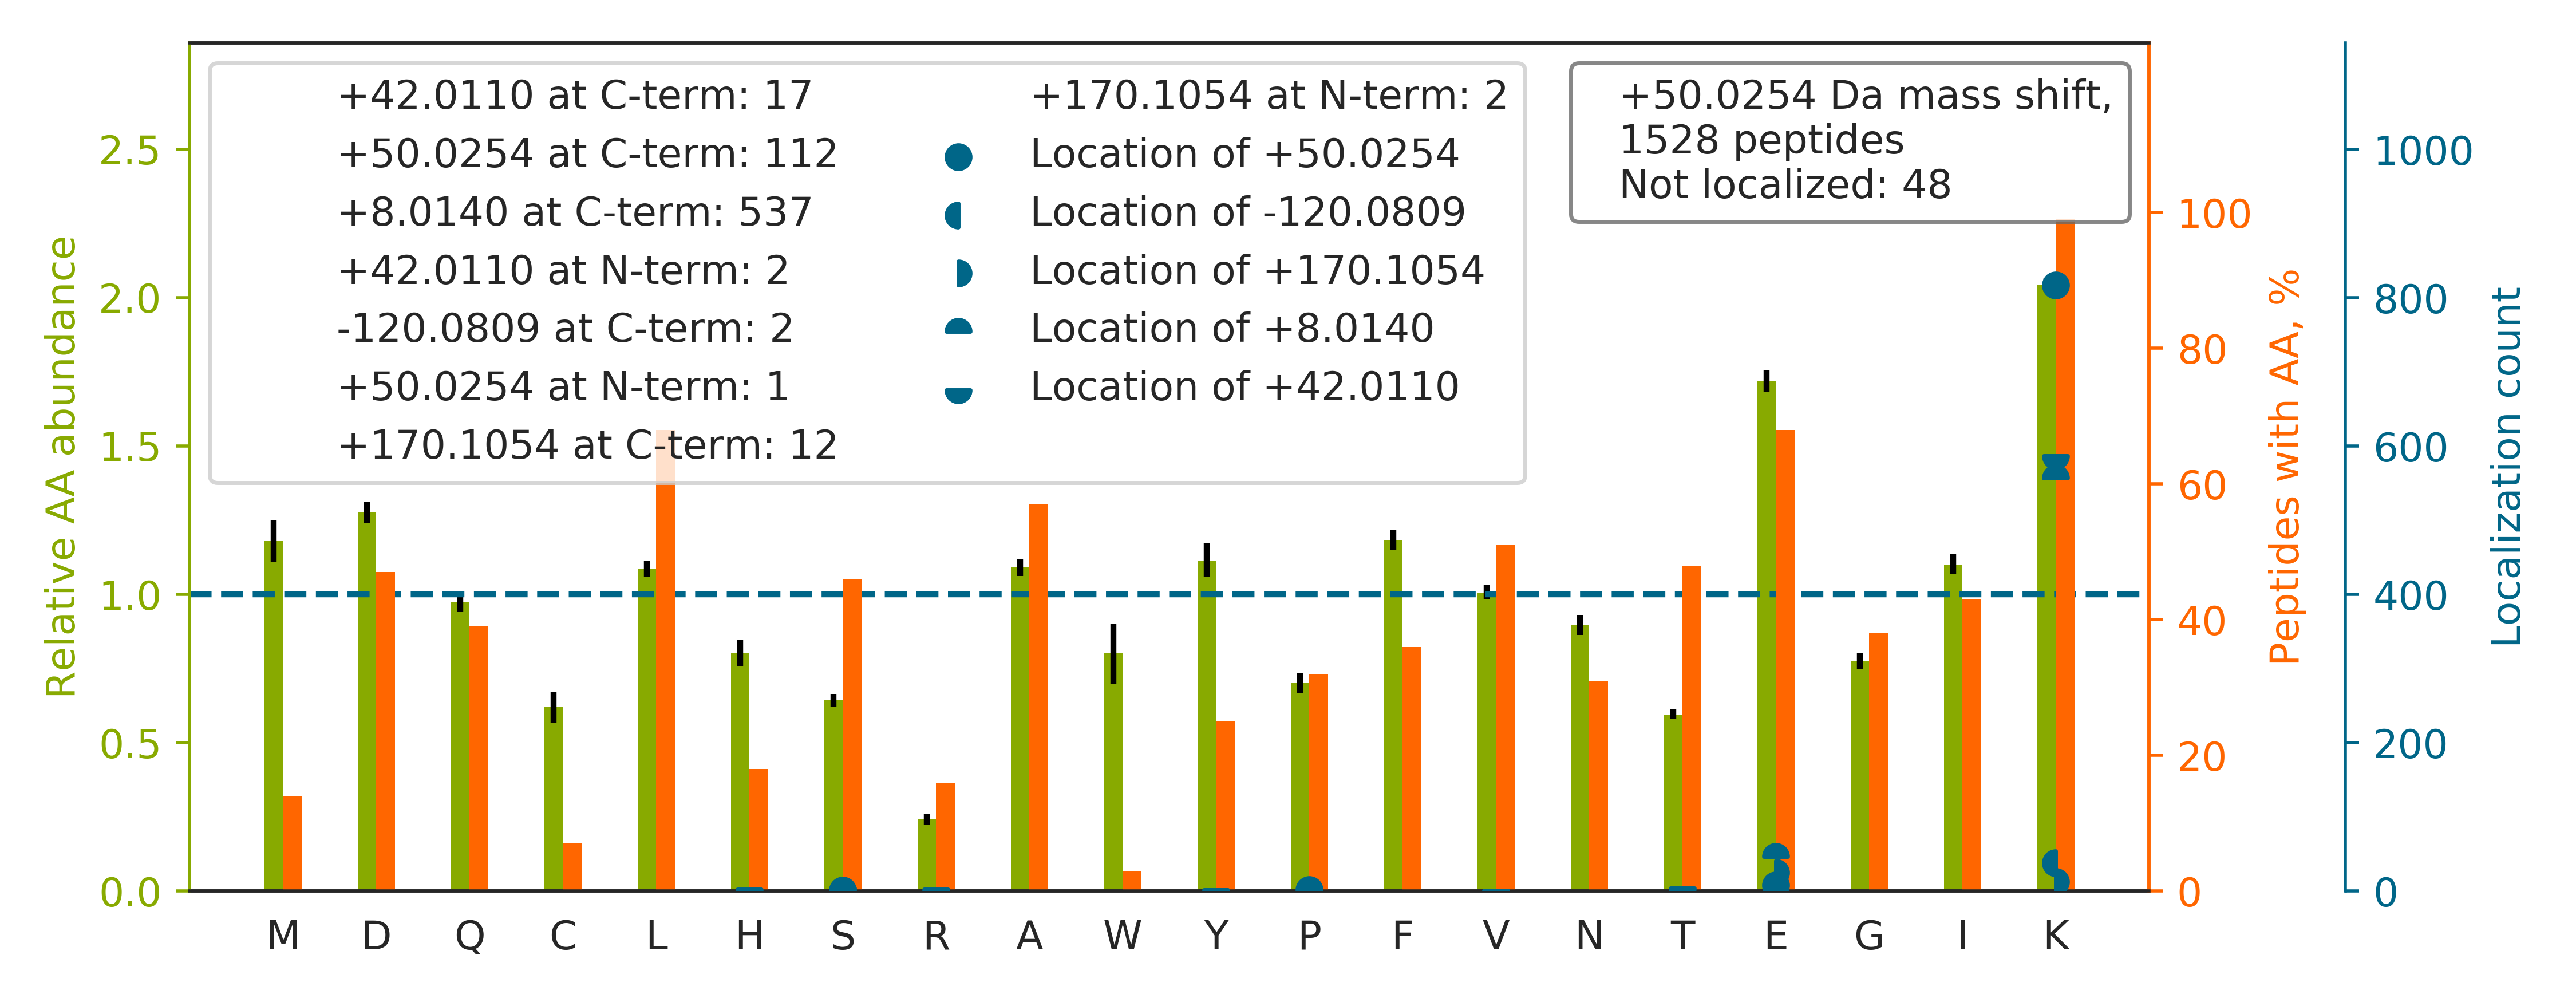 +42.0110 at C-term: 17
+50.0254 at C-term: 112
+8.0140 at C-term: 537
+42.0110 at N-term: 2
-120.0809 at C-term: 2
+50.0254 at N-term: 1
+170.1054 at C-term: 12
+170.1054 at N-term: 2
Location of +50.0254
Location of -120.0809
Location of +170.1054
Location of +8.0140
Location of +42.0110
+50.0254 Da mass shift,
1528 peptides
Not localized: 48
Relative AA abundance
2.5
2.0
1.5
1.0
0.5
0.0
100
80
60
40
20
0
Peptides with AA, %
1000
800
600
400
200
0
Localization count
M D Q C L H S R A W Y P F V N T E G I K